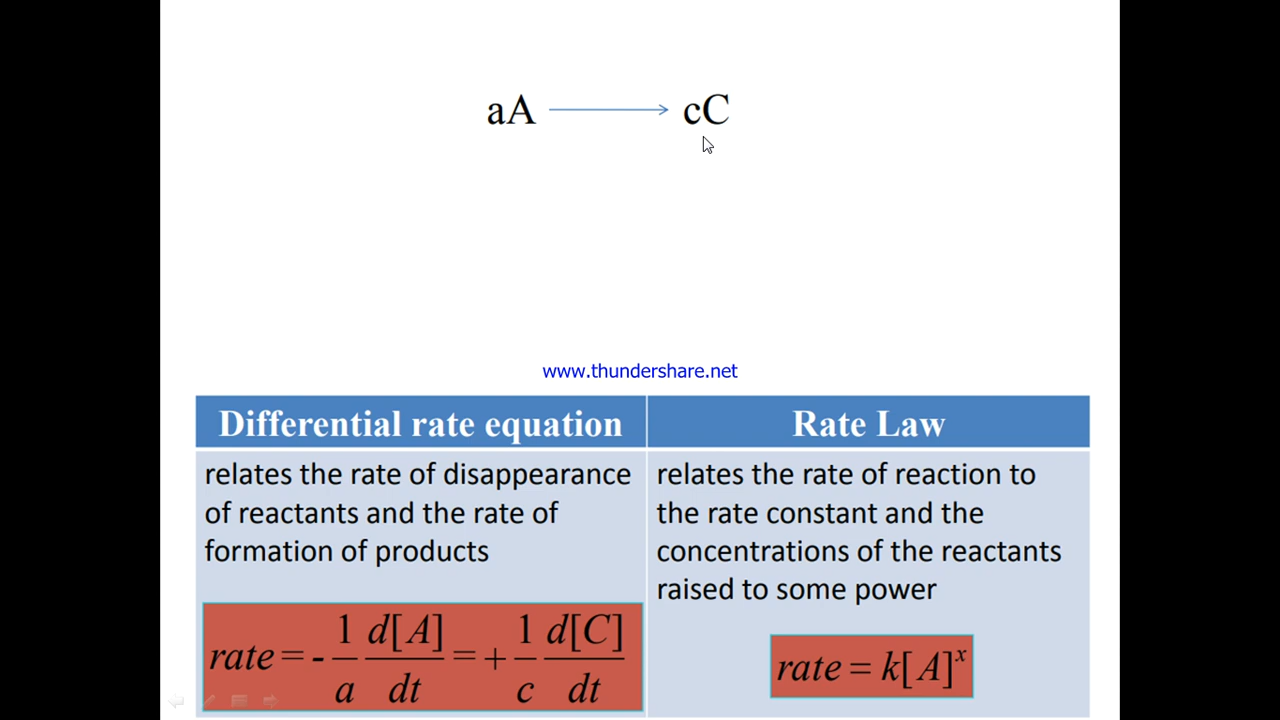 aA ⟶ cC
www.thundershare.net
Differential rate equation
Rate Law
relates the rate of disappearance
of reactants and the rate of
formation of products
rate = - 1/a d[A]/dt = + 1/c d[C]/dt
relates the rate of reaction to
the rate constant and the
concentrations of the reactants
raised to some power
rate = k[A]^x